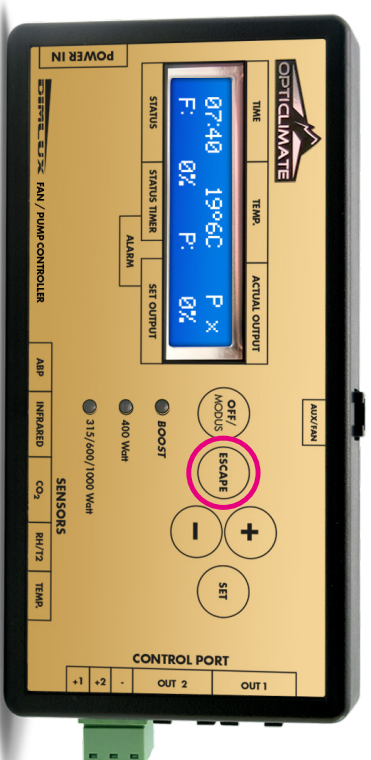 OPTICLIMATE
TIME
TEMP.
ACTUAL OUTPUT
AUX/FAN
07:40 19°6C P x
F: 0% P: 0%
STATUS
STATUS TIMER
SET OUTPUT
ALARM
OFF/
MODUS
ESCAPE
+
-
SET
POWER IN
DIMLUX
FAN / PUMP CONTROLLER
BOOST
400 Watt
315/600/1000 Watt
SENSORS
ABP
INFRARED
CO₂
RH/T2
TEMP.
CONTROL PORT
+1
+2
-
OUT 2
OUT 1